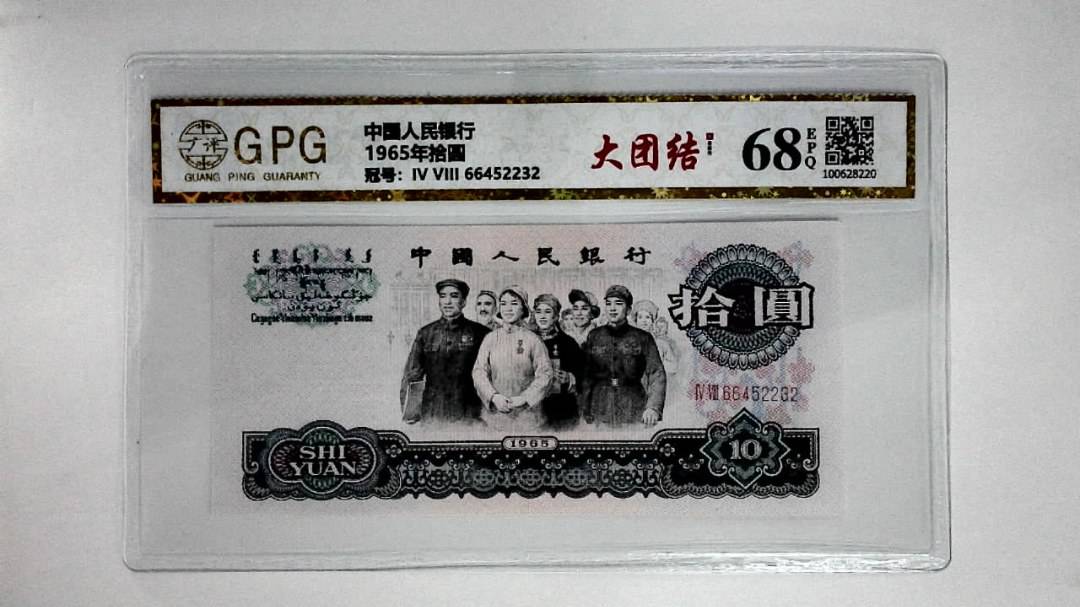 GPG
GUANG PING GUARANTY
中國人民银行
1965年拾圆
冠号：IV VIII 66452232
大团结
68
EPQ
100628220
中國人民銀行
拾圓
IV VIII 66452232
1965
SHI
YUAN
10